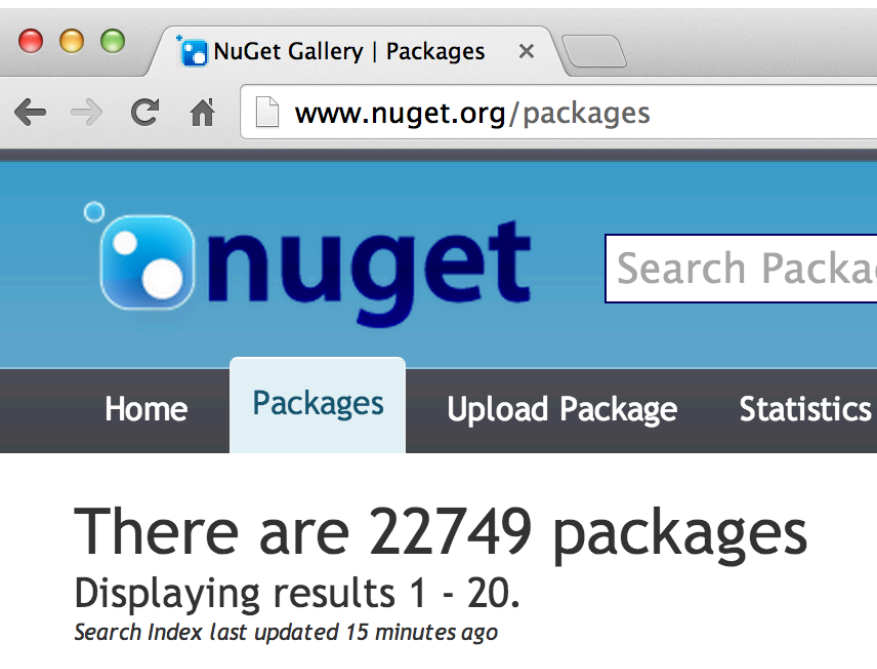 NuGet Gallery | Packages
www.nuget.org/packages
nuget
Search Packa
Home Packages Upload Package Statistics
There are 22749 packages
Displaying results 1 - 20.
Search Index last updated 15 minutes ago